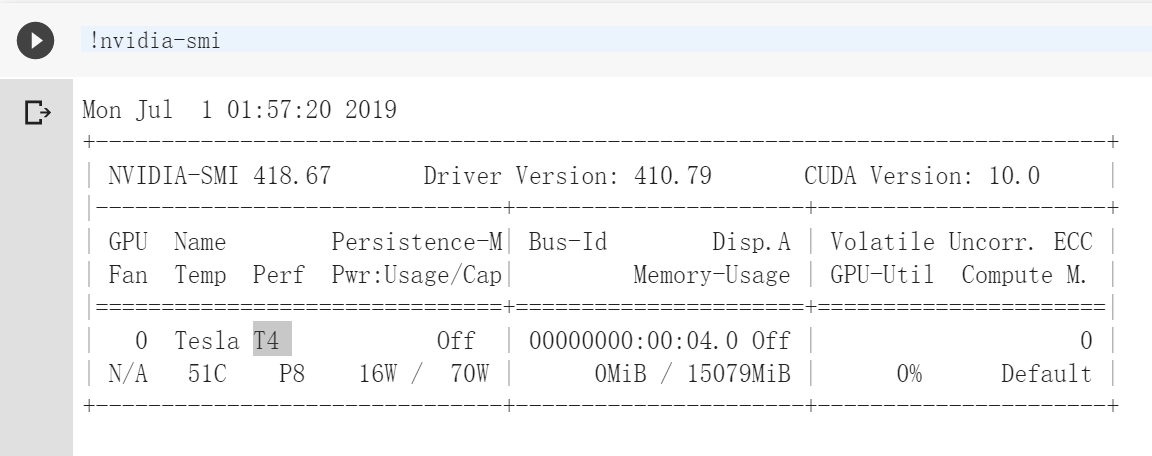 !nvidia-smi
Mon Jul  1 01:57:20 2019
+-----------------------------------------------------------------------------+
| NVIDIA-SMI 418.67       Driver Version: 410.79       CUDA Version: 10.0     |
|-------------------------------+----------------------+----------------------+
| GPU  Name        Persistence-M| Bus-Id        Disp.A | Volatile Uncorr. ECC |
| Fan  Temp  Perf  Pwr:Usage/Cap|         Memory-Usage | GPU-Util  Compute M. |
|===============================+======================+======================|
|   0  Tesla T4            Off  | 00000000:00:04.0 Off |                    0 |
| N/A   51C    P8    16W /  70W |      0MiB / 15079MiB |      0%      Default |
+-------------------------------+----------------------+----------------------+